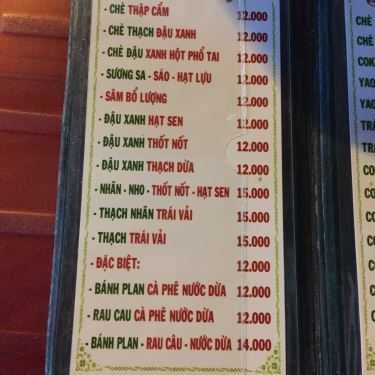 - CHÈ THẬP CẨM 12.000
- CHÈ THẠCH ĐẬU XANH 12.000
- CHÈ ĐẬU XANH HỘT PHỔ TAI 12.000
- SƯƠNG SA - SÁO - HẠT LỰU 12.000
- SÂM BỔ LƯỢNG 12.000
- ĐẬU XANH HẠT SEN 12.000
- ĐẬU XANH THỐT NỐT 12.000
- ĐẬU XANH THẠCH DỪA 12.000
- NHÃN - NHO - THỐT NỐT - HẠT SEN 15.000
- THẠCH NHÃN TRÁI VẢI 15.000
- THẠCH TRÁI VẢI 15.000
- ĐẶC BIỆT: 12.000
- BÁNH PLAN CÀ PHÊ NƯỚC DỪA 12.000
- RAU CAU CÀ PHÊ NƯỚC DỪA 12.000
- BÁNH PLAN - RAU CÂU - NƯỚC DỪA 14.000
CHÈ
CHÈ